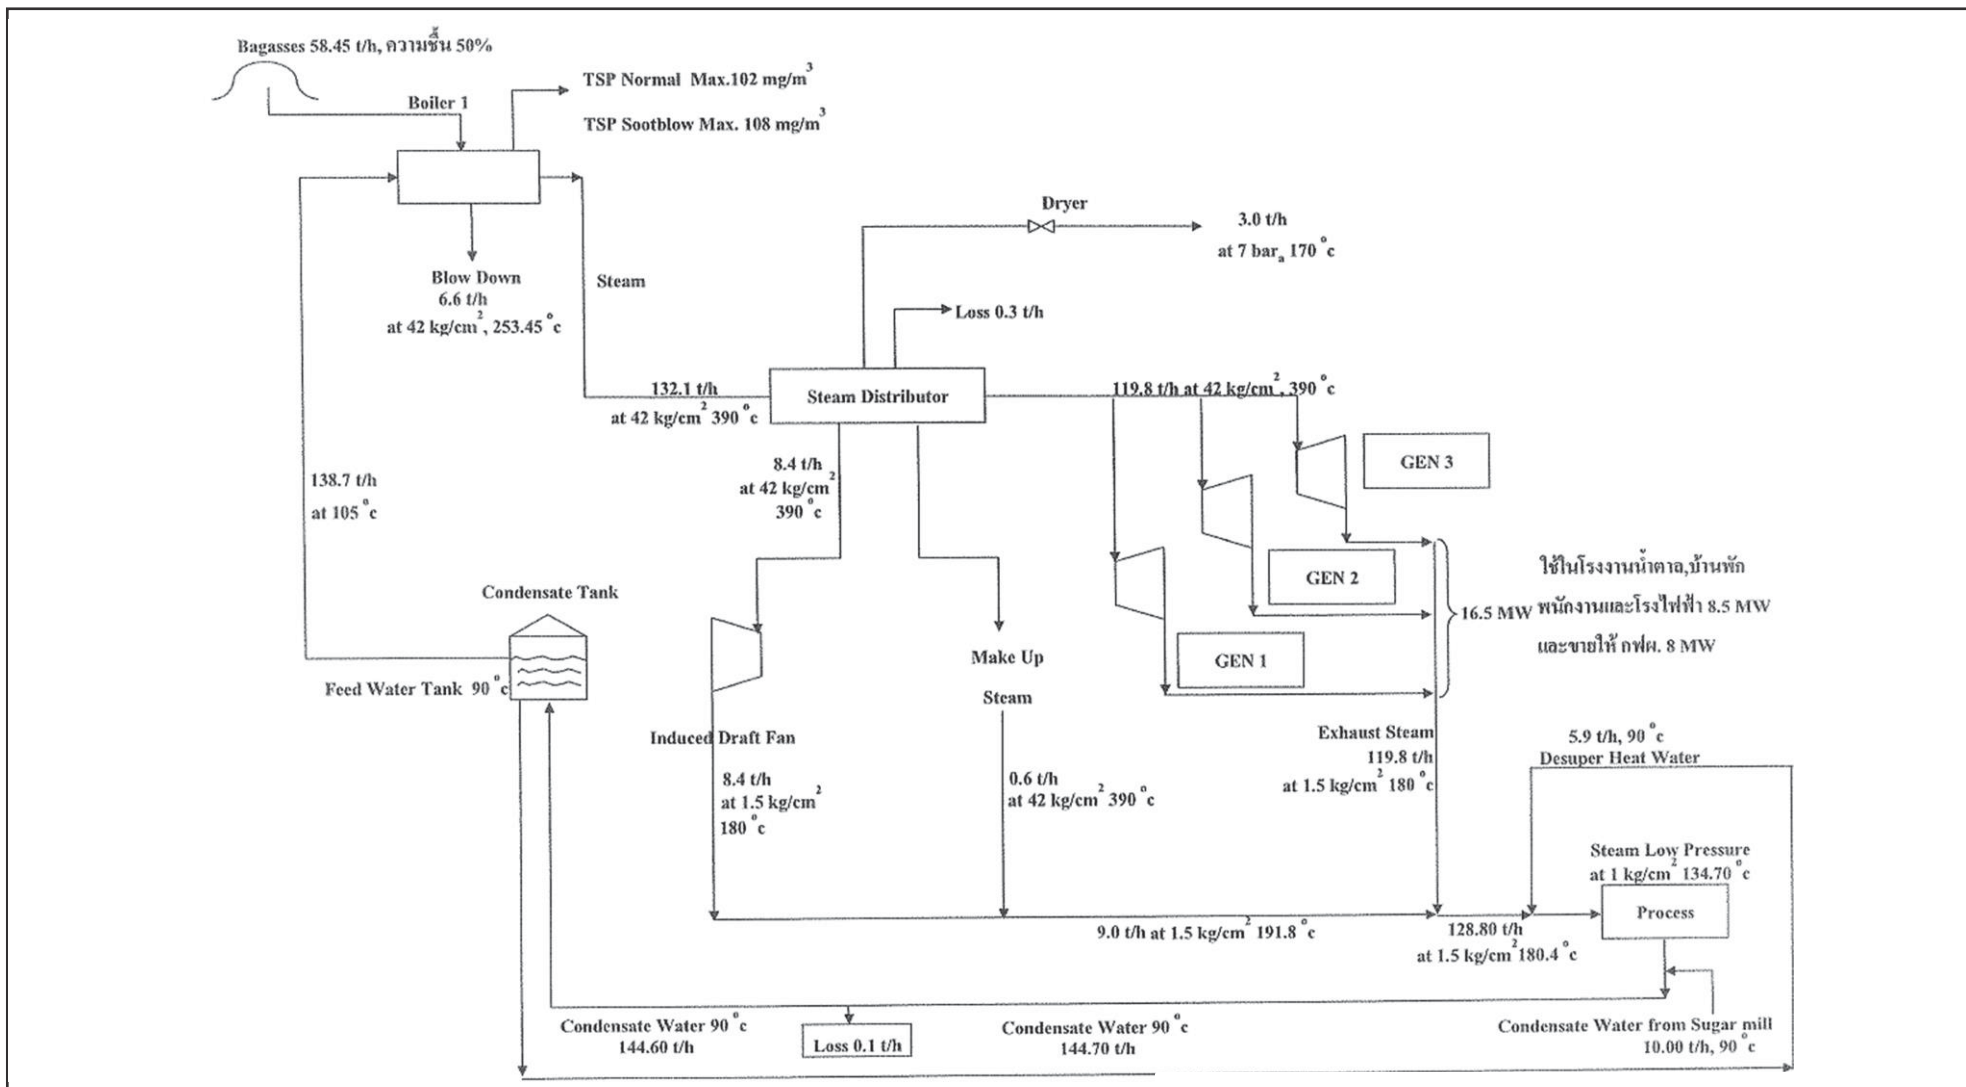 Bagasses 58.45 t/h, ความชื้น 50%
Boiler 1
TSP Normal Max.102 mg/m³
TSP Sootblow Max. 108 mg/m³
Blow Down
6.6 t/h
at 42 kg/cm², 253.45 °c
Steam
Dryer
3.0 t/h
at 7 barₐ 170 °c
Loss 0.3 t/h
132.1 t/h
at 42 kg/cm² 390 °c
Steam Distributor
119.8 t/h at 42 kg/cm², 390 °c
GEN 3
GEN 2
GEN 1
138.7 t/h
at 105 °c
8.4 t/h
at 42 kg/cm²
390 °c
Condensate Tank
Feed Water Tank 90 °c
Make Up
Steam
16.5 MW
ใช้ในโรงงานน้ำตาล,บ้านพัก
พนักงานและโรงไฟฟ้า 8.5 MW
และขายให้ กฟผ. 8 MW
Induced Draft Fan
8.4 t/h
at 1.5 kg/cm²
180 °c
0.6 t/h
at 42 kg/cm² 390 °c
Exhaust Steam
119.8 t/h
at 1.5 kg/cm² 180 °c
5.9 t/h, 90 °c
Desuper Heat Water
Steam Low Pressure
at 1 kg/cm² 134.70 °c
Process
9.0 t/h at 1.5 kg/cm² 191.8 °c
128.80 t/h
at 1.5 kg/cm² 180.4 °c
Condensate Water 90 °c
144.60 t/h
Loss 0.1 t/h
Condensate Water 90 °c
144.70 t/h
Condensate Water from Sugar mill
10.00 t/h, 90 °c